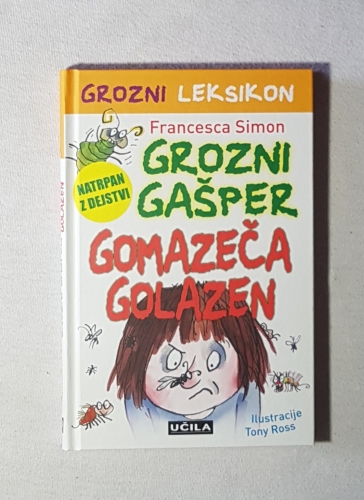 GROZNI LEKSIKON
Francesca Simon
GROZNI
GAŠPER
NATRPAN
Z DEJSTVI
GOMAZEČA
GOLAZEN
Ilustracije
Tony Ross
UČILA